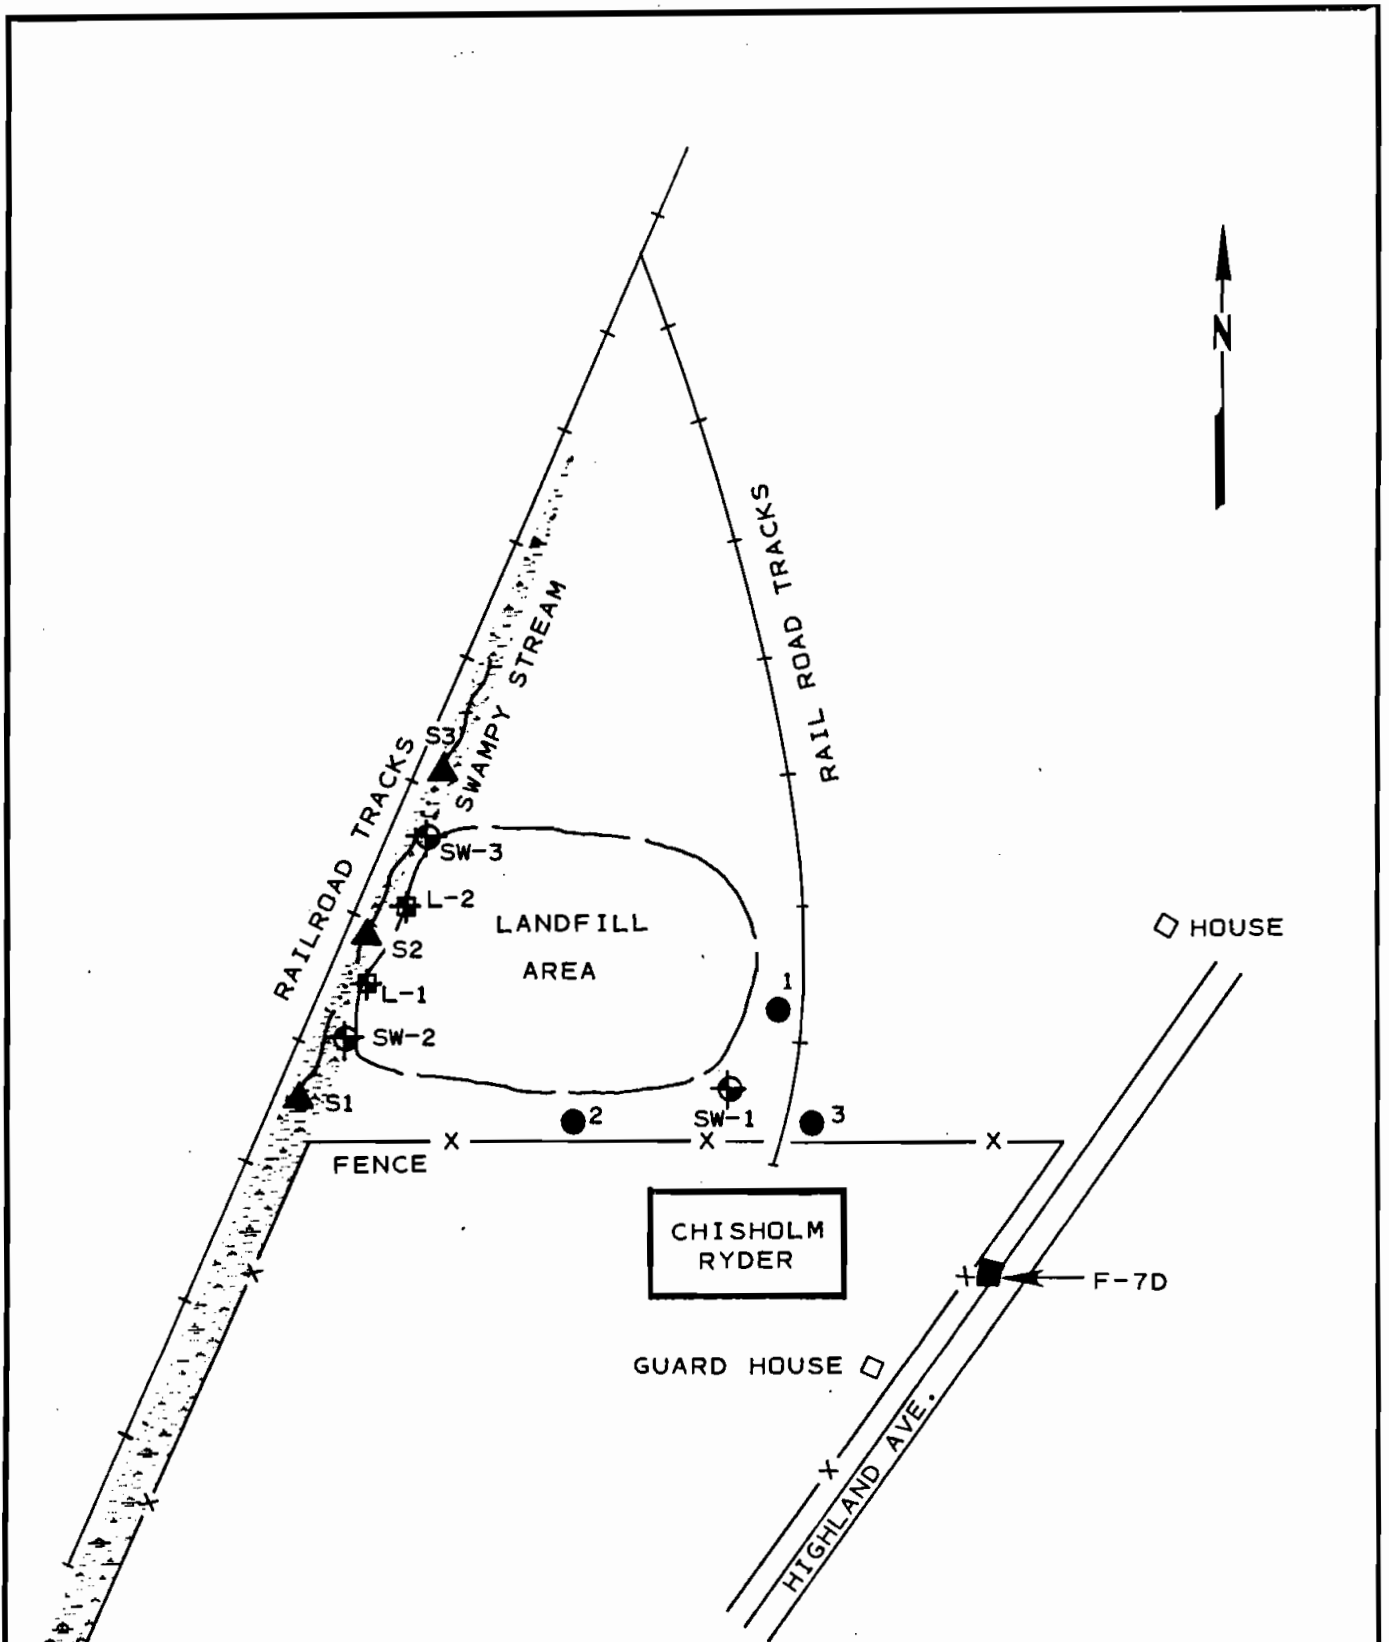 N
RAIL ROAD TRACKS
SWAMPY STREAM
S3
RAILROAD TRACKS
SW-3
L-2
LANDFILL
AREA
HOUSE
S2
1
L-1
SW-2
S1
2
SW-1
3
X
X
X
FENCE
CHISHOLM
RYDER
X
X
F-7D
GUARD HOUSE
HIGHLAND AVE.
X
X